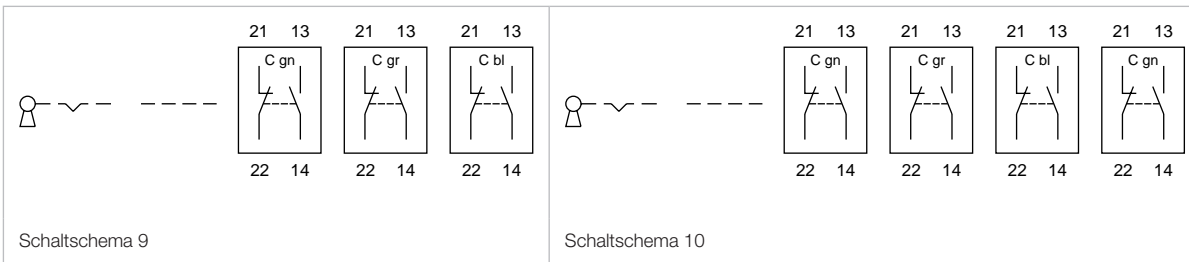 21 13 21 13 21 13
C gn C gr C bl
22 14 22 14 22 14
Schaltschema 9
21 13 21 13 21 13 21 13
C gn C gr C bl C gn
22 14 22 14 22 14 22 14
Schaltschema 10